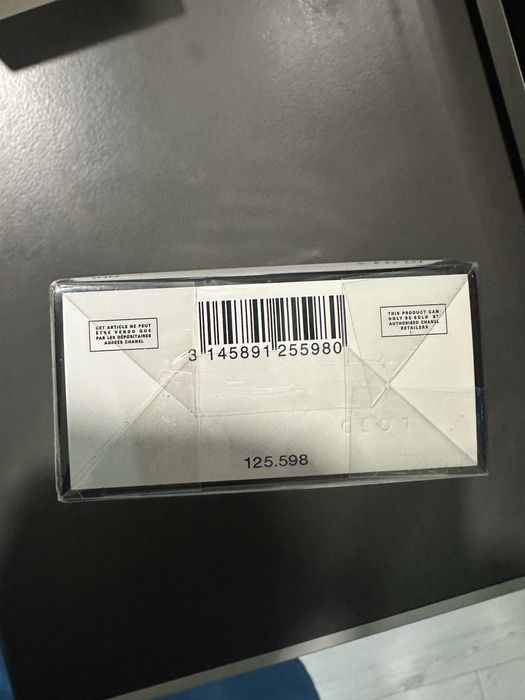 CET ARTICLE NE PEUT
ÊTRE VENDU QUE
PAR LES DÉPOSITAIRES
AGRÉÉS CHANEL
THIS PRODUCT CAN
ONLY BE SOLD BY
AUTHORISED CHANEL
RETAILERS
3 145891 255980
125.598